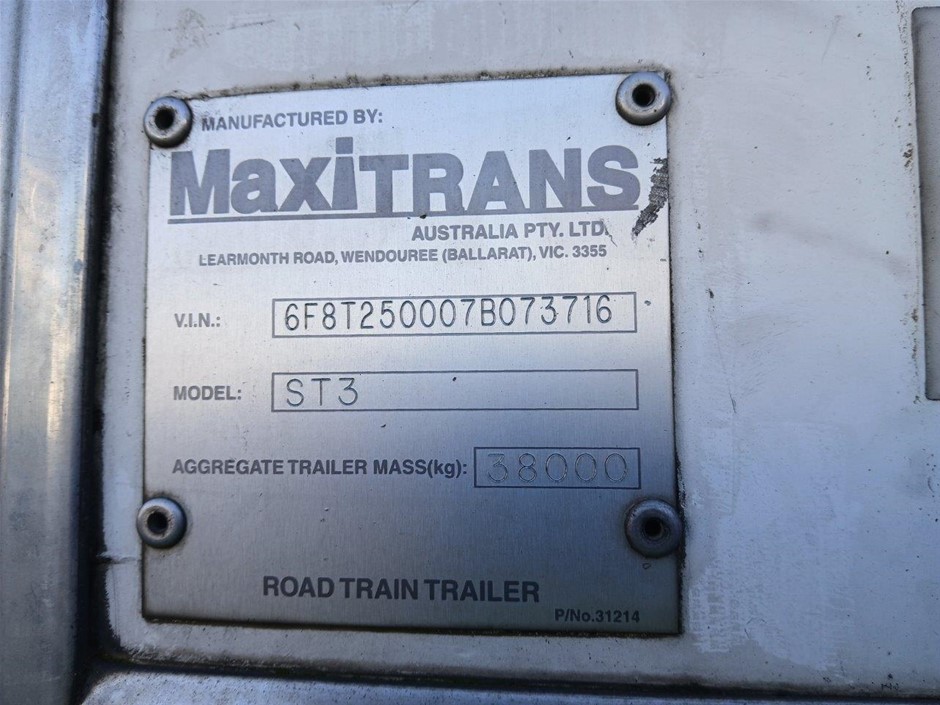 MANUFACTURED BY:
MaxiTRANS
AUSTRALIA PTY. LTD.
LEARMONTH ROAD, WENDOUREE (BALLARAT), VIC. 3355
V.I.N.: 6F8T250007B073716
MODEL: ST3
AGGREGATE TRAILER MASS(kg): 38000
ROAD TRAIN TRAILER
P/No.31214